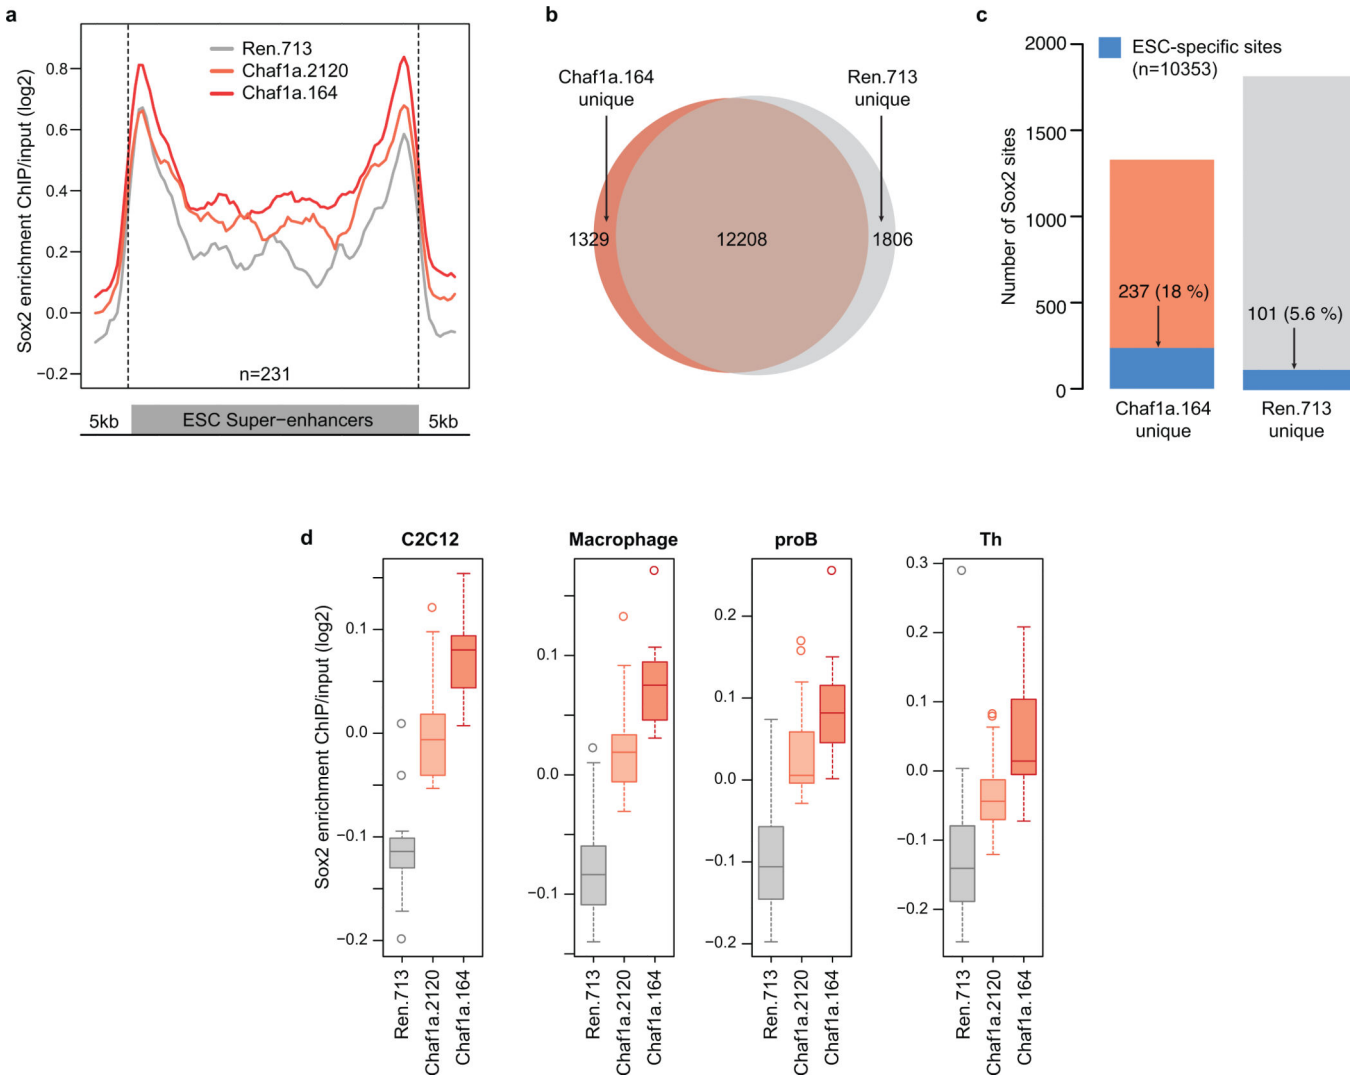 a
Sox2 enrichment ChIP/input (log2)
0.8
0.6
0.4
0.2
0.0
−0.2
Ren.713
Chaf1a.2120
Chaf1a.164
n=231
5kb
ESC Super−enhancers
5kb
b
Chaf1a.164
unique
Ren.713
unique
1329
12208
1806
c
Number of Sox2 sites
2000
1500
1000
500
0
ESC-specific sites
(n=10353)
237 (18 %)
101 (5.6 %)
Chaf1a.164
unique
Ren.713
unique
d
Sox2 enrichment ChIP/input (log2)
C2C12
0.1
0.0
−0.1
−0.2
Ren.713
Chaf1a.2120
Chaf1a.164
Macrophage
0.1
0.0
−0.1
Ren.713
Chaf1a.2120
Chaf1a.164
proB
0.2
0.1
0.0
−0.1
−0.2
Ren.713
Chaf1a.2120
Chaf1a.164
Th
0.3
0.2
0.1
0.0
−0.1
−0.2
Ren.713
Chaf1a.2120
Chaf1a.164